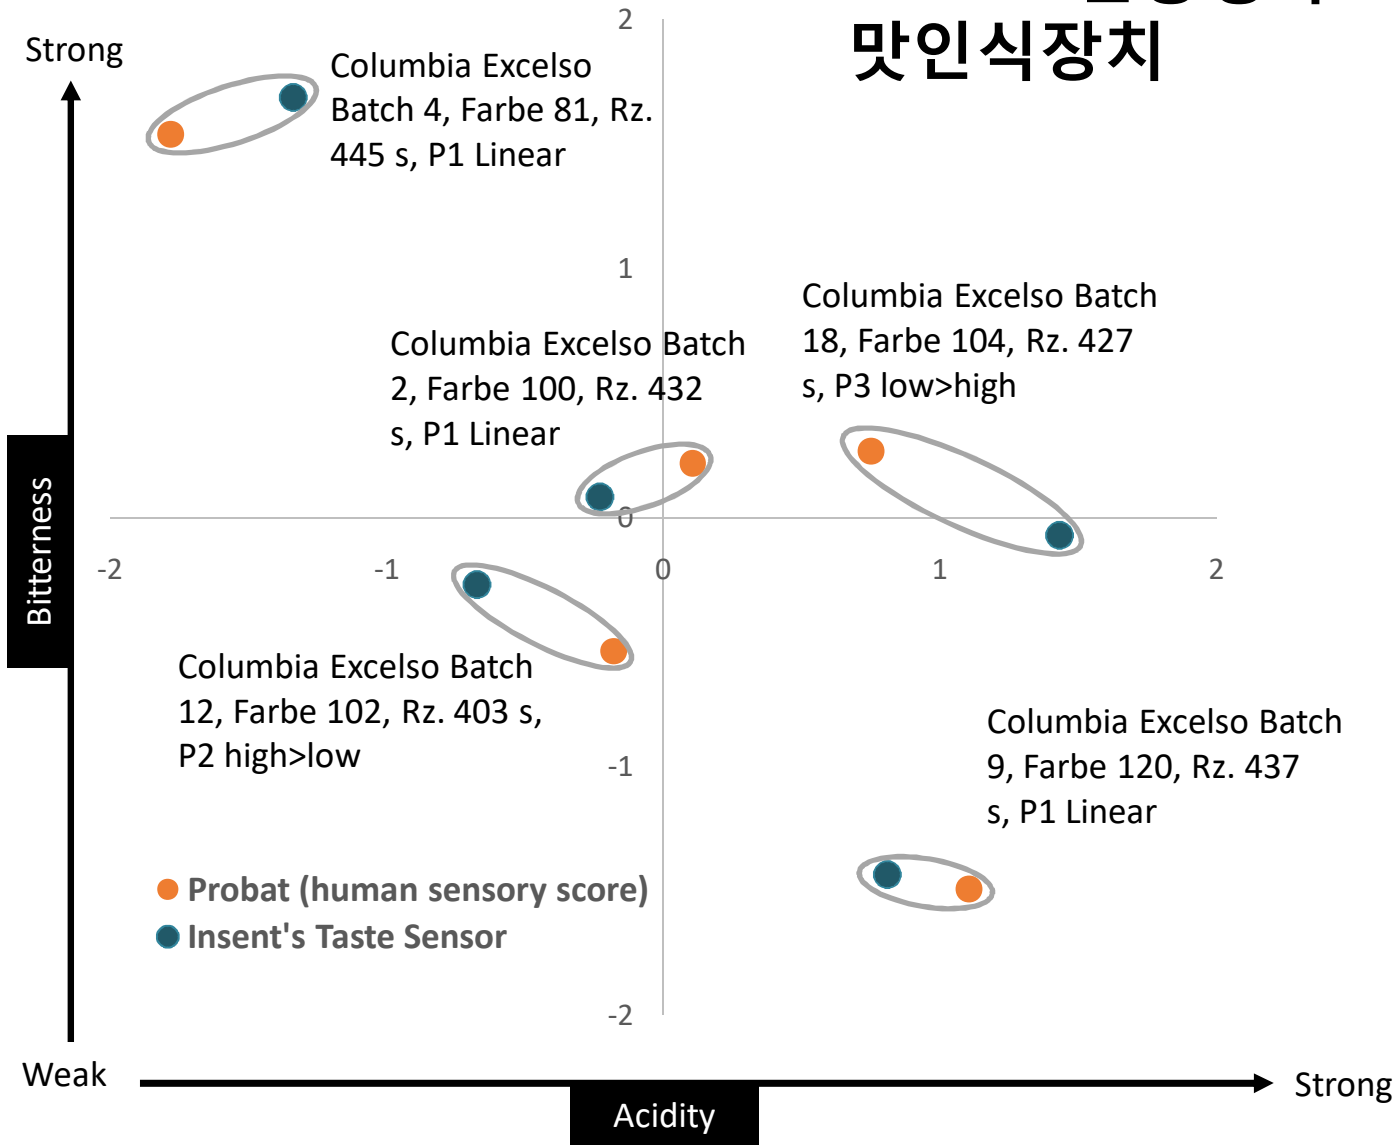 맛인식장치
Strong
Columbia Excelso
Batch 4, Farbe 81, Rz.
445 s, P1 Linear
2
1
Columbia Excelso Batch
18, Farbe 104, Rz. 427
s, P3 low>high
Columbia Excelso Batch
2, Farbe 100, Rz. 432
s, P1 Linear
Bitterness
0
-2
-1
0
1
2
Columbia Excelso Batch
12, Farbe 102, Rz. 403 s,
P2 high>low
-1
Columbia Excelso Batch
9, Farbe 120, Rz. 437
s, P1 Linear
Probat (human sensory score)
Insent's Taste Sensor
-2
Weak
Strong
Acidity